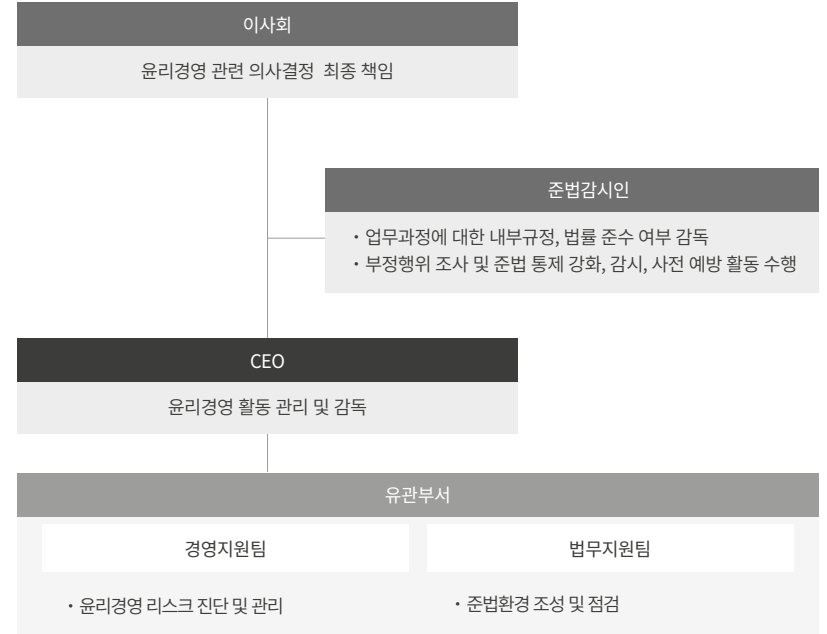 이사회
윤리경영 관련 의사결정 최종 책임
준법감시인
・업무과정에 대한 내부규정, 법률 준수 여부 감독
・부정행위 조사 및 준법 통제 강화, 감시, 사전 예방 활동 수행
CEO
윤리경영 활동 관리 및 감독
유관부서
경영지원팀
법무지원팀
・윤리경영 리스크 진단 및 관리
・준법환경 조성 및 점검